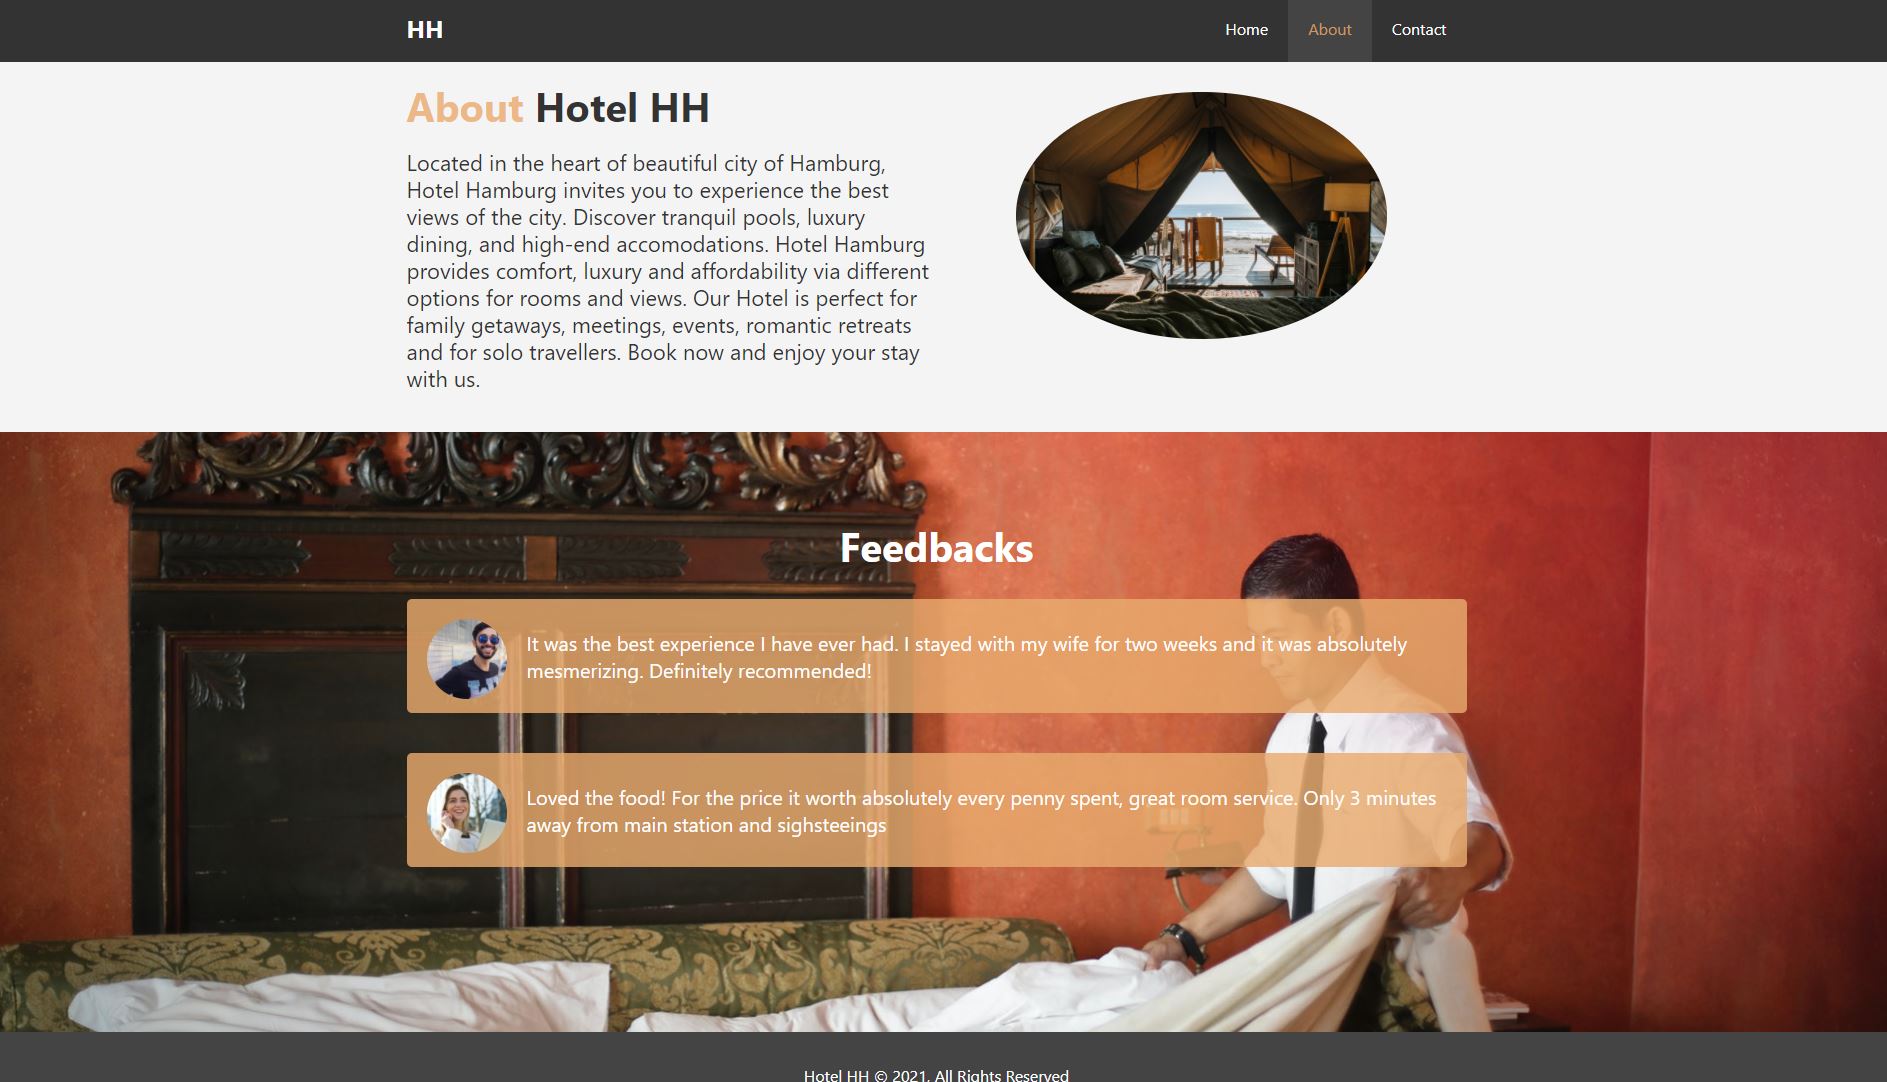 HH
Home
About
Contact
About Hotel HH
Located in the heart of beautiful city of Hamburg,
Hotel Hamburg invites you to experience the best
views of the city. Discover tranquil pools, luxury
dining, and high-end accomodations. Hotel Hamburg
provides comfort, luxury and affordability via different
options for rooms and views. Our Hotel is perfect for
family getaways, meetings, events, romantic retreats
and for solo travellers. Book now and enjoy your stay
with us.
Feedbacks
It was the best experience I have ever had. I stayed with my wife for two weeks and it was absolutely
mesmerizing. Definitely recommended!
Loved the food! For the price it worth absolutely every penny spent, great room service. Only 3 minutes
away from main station and sighsteeings
Hotel HH © 2021, All Rights Reserved